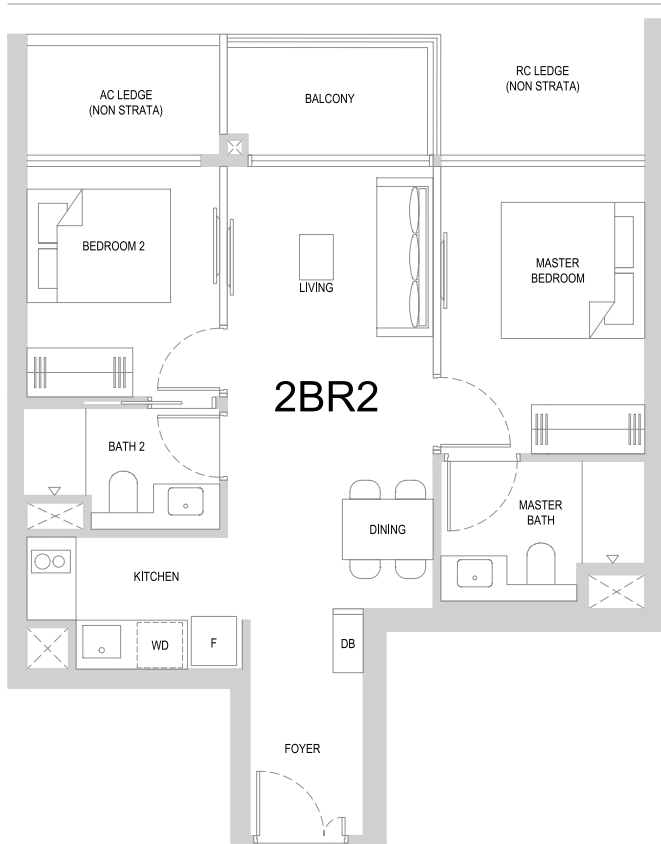 AC LEDGE
(NON STRATA)
BALCONY
RC LEDGE
(NON STRATA)
BEDROOM 2
LIVING
MASTER
BEDROOM
2BR2
BATH 2
DINING
MASTER
BATH
KITCHEN
WD
F
DB
FOYER